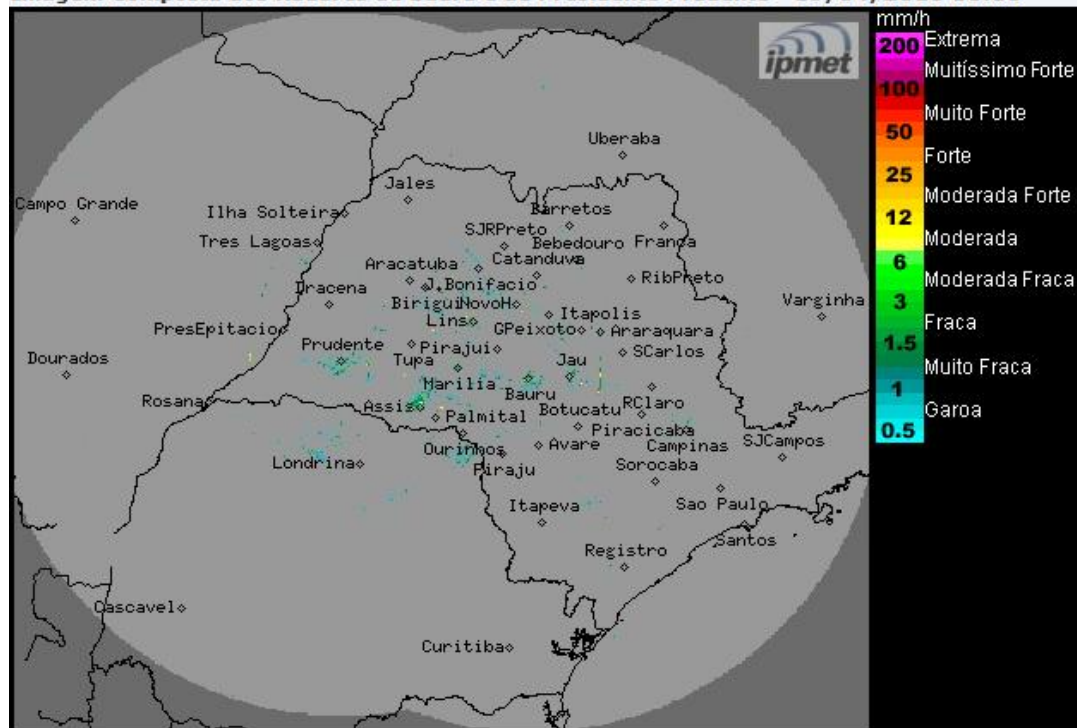 mm/h
ipmet
200 Extrema
Muitíssimo Forte
100
Muito Forte
50
Forte
25
Moderada Forte
12
Moderada
6
Moderada Fraca
3
Fraca
1.5
Muito Fraca
1
Garoa
0.5
Uberaba
Jales
Campo Grande
Ilha Solteira
Barretos
SJRPreto
Bebedouro
Franca
Tres Lagoas
Catanduva
Aracatuba
RibPreto
J.Bonifacio
Dracena
Birigui
NovoH
Varginha
Itapolis
Lins
GPeixoto
Araraquara
PresEpitacio
Prudente
Pirajui
SCarlos
Dourados
Tupa
Jau
Marilia
Bauru
Rosana
Assis
Botucatu
RClaro
Palmital
Piracicaba
Ourinhos
Avare
Campinas
SJCampos
Londrina
Piraju
Sorocaba
Itapeva
Sao Paulo
Santos
Registro
Cascavel
Curitiba